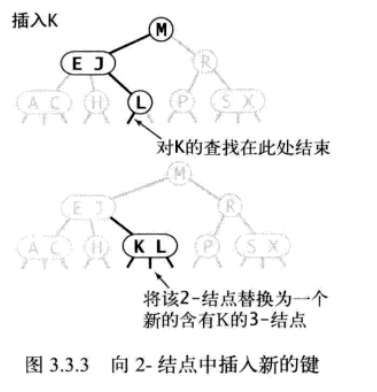 插入K
M
E J
R
A C
H
L
P
S X
对K的查找在此处结束
M
E J
R
A C
H
K L
P
S X
将该2-结点替换为一个
新的含有K的3-结点
图 3.3.3 向 2- 结点中插入新的键